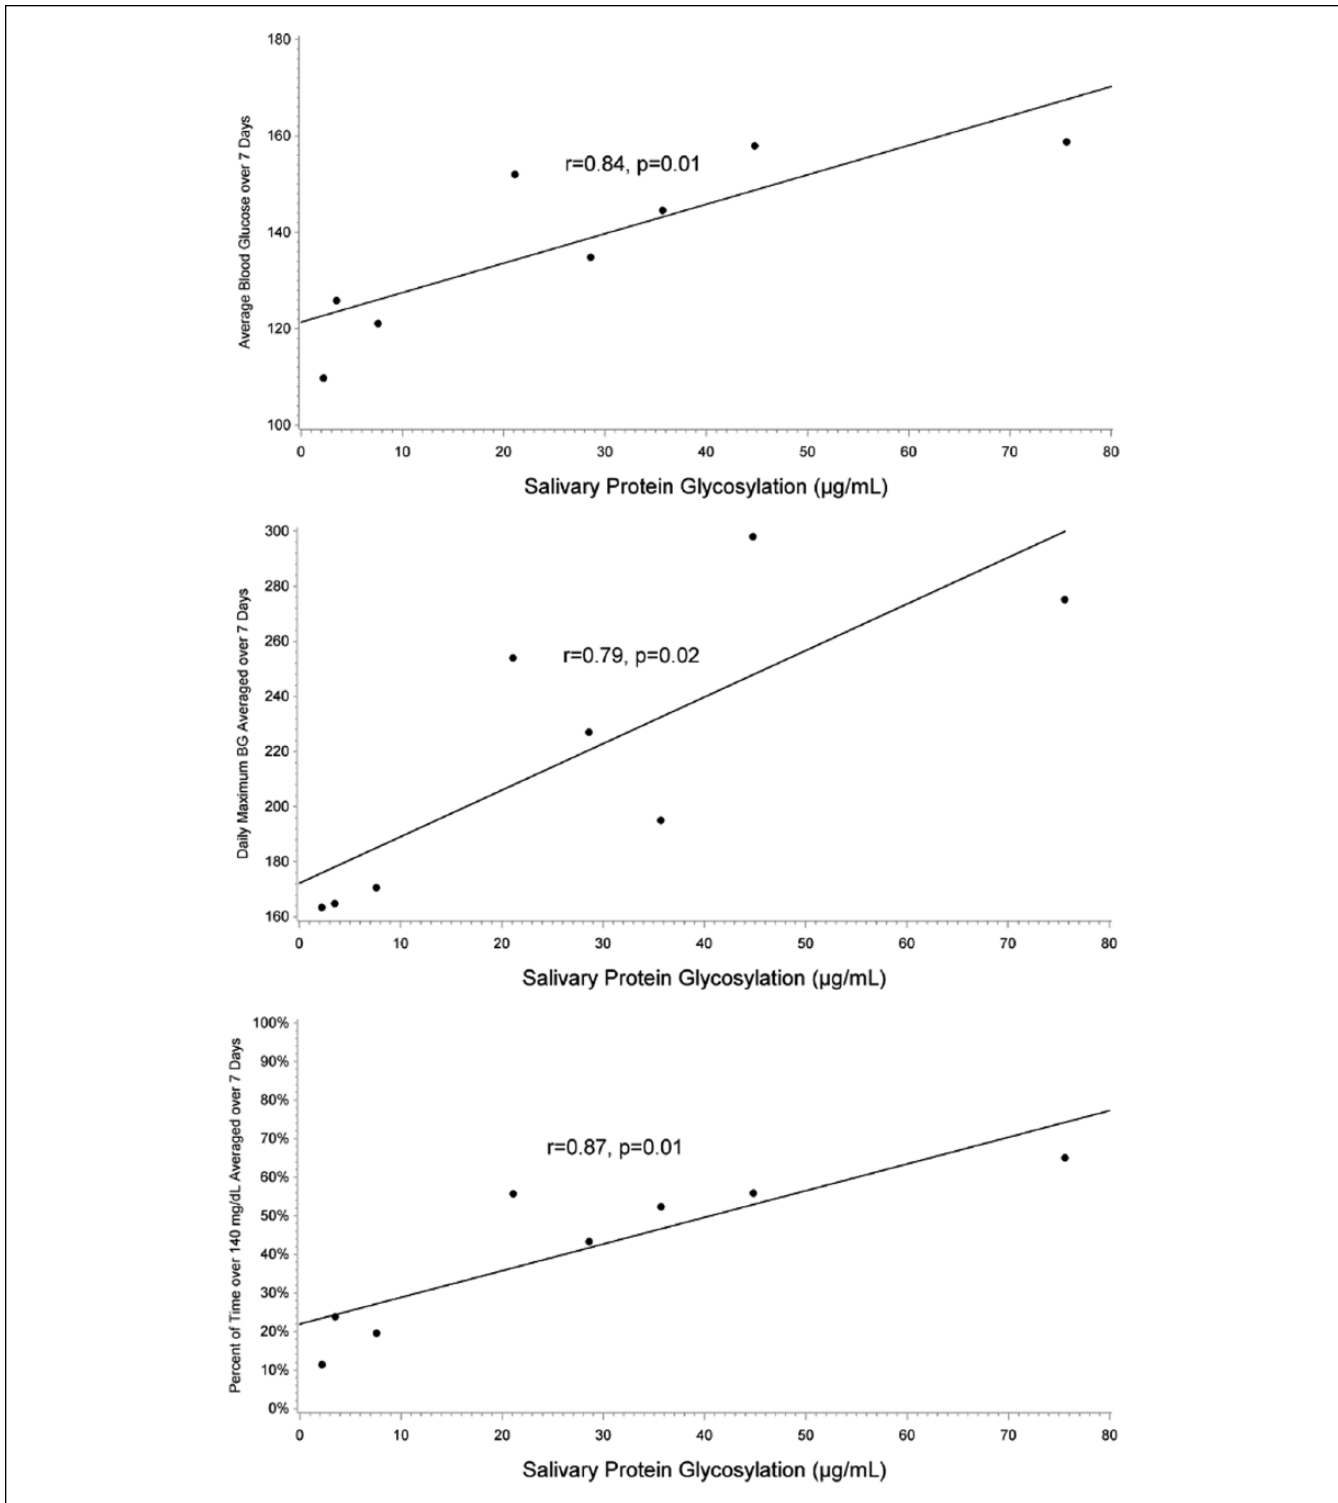 180
160
140
120
100
Average Blood Glucose over 7 Days
r=0.84, p=0.01
0 10 20 30 40 50 60 70 80
Salivary Protein Glycosylation (µg/mL)
300
280
260
240
220
200
180
160
Daily Maximum BG Averaged over 7 Days
r=0.79, p=0.02
0 10 20 30 40 50 60 70 80
Salivary Protein Glycosylation (µg/mL)
100%
90%
80%
70%
60%
50%
40%
30%
20%
10%
0%
Percent of Time over 140 mg/dL Averaged over 7 Days
r=0.87, p=0.01
0 10 20 30 40 50 60 70 80
Salivary Protein Glycosylation (µg/mL)